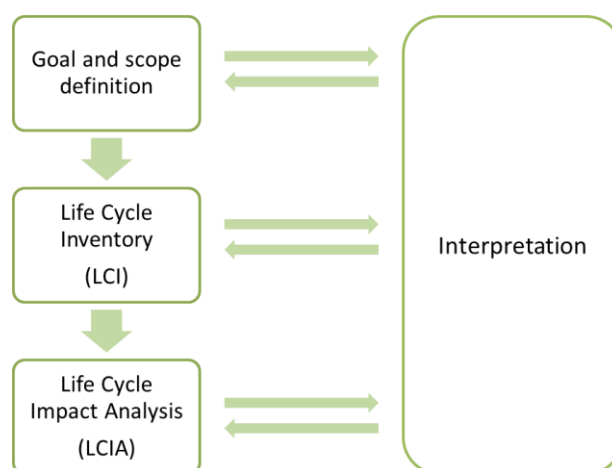 Goal and scope
definition
Life Cycle
Inventory
(LCI)
Life Cycle
Impact Analysis
(LCIA)
Interpretation